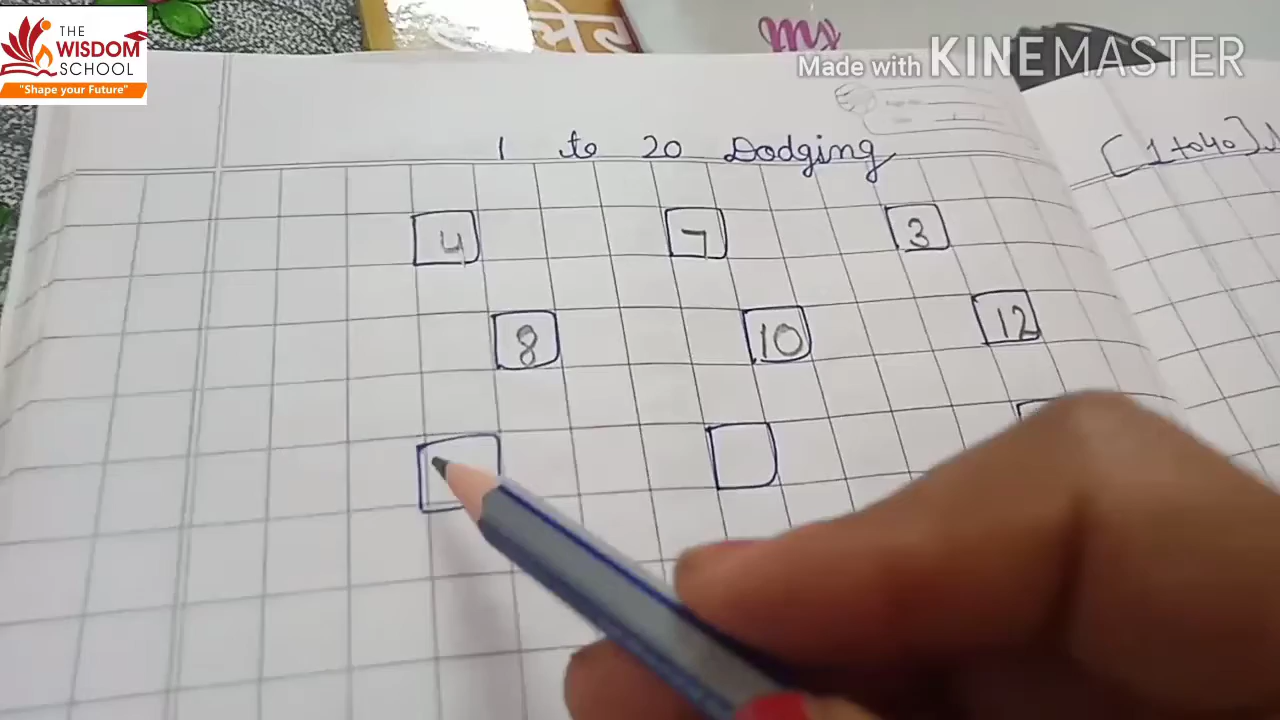 THE
WISDOM
SCHOOL
"Shape your Future"
Made with KINEMASTER
1 to 20 Dodging
[1 to 40]
4 7 3
8 10 12